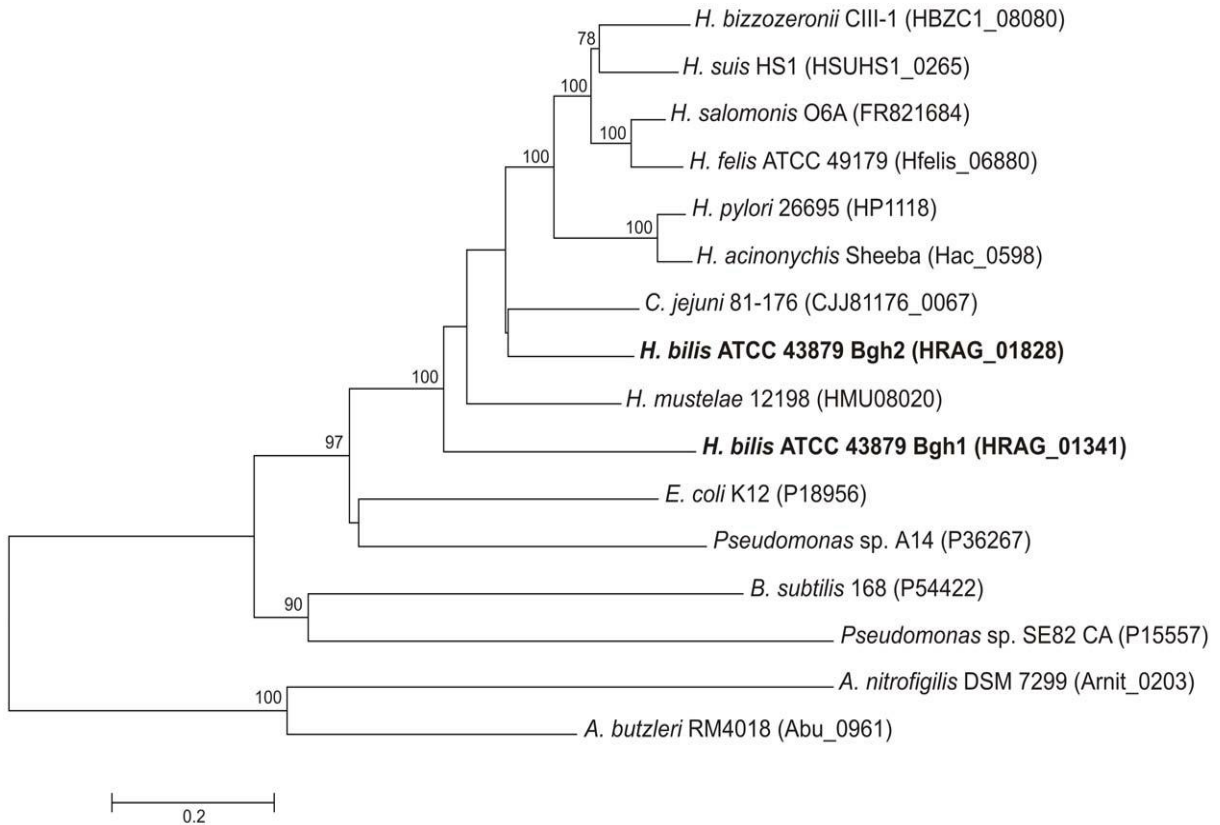 H. bizzozeronii CIII-1 (HBZC1_08080)
78
H. suis HS1 (HSUHS1_0265)
100
H. salomonis O6A (FR821684)
100
H. felis ATCC 49179 (Hfelis_06880)
100
H. pylori 26695 (HP1118)
100
H. acinonychis Sheeba (Hac_0598)
C. jejuni 81-176 (CJJ81176_0067)
H. bilis ATCC 43879 Bgh2 (HRAG_01828)
100
H. mustelae 12198 (HMU08020)
97
H. bilis ATCC 43879 Bgh1 (HRAG_01341)
E. coli K12 (P18956)
Pseudomonas sp. A14 (P36267)
B. subtilis 168 (P54422)
90
Pseudomonas sp. SE82 CA (P15557)
A. nitrofigilis DSM 7299 (Arnit_0203)
100
A. butzleri RM4018 (Abu_0961)
0.2